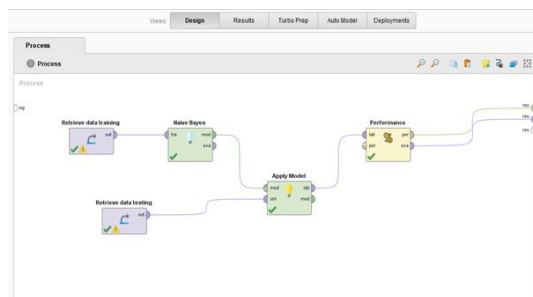 Views: Design Results Turbo Prep Auto Model Deployments
Process
Process
Process
inp
res
res
res
Retrieve data training
out
Naive Bayes
tra mod
exa
Performance
lab per
per exa
Apply Model
mod lab
unl mod
Retrieve data testing
out